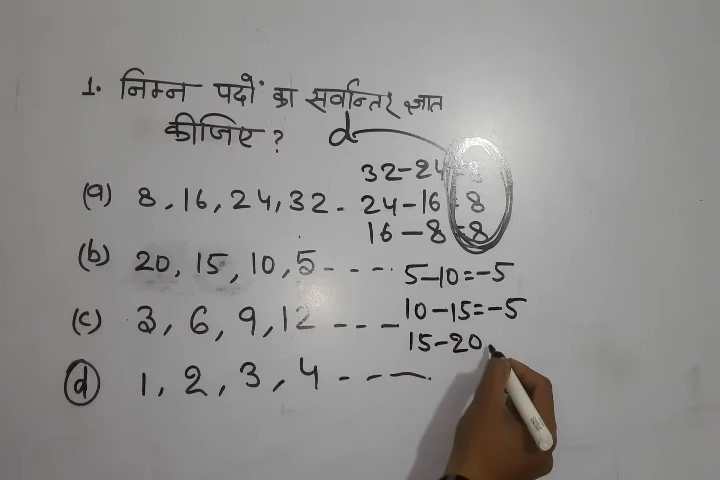 1. निम्न पदों का सर्वान्तर ज्ञात
कीजिए ? d
32-24
(a) 8, 16, 24, 32 - 24-16=8
16-8=8
(b) 20, 15, 10, 5 - - - - 5-10=-5
(c) 3, 6, 9, 12 - - - 10-15=-5
15-20
(d) 1, 2, 3, 4 - - -